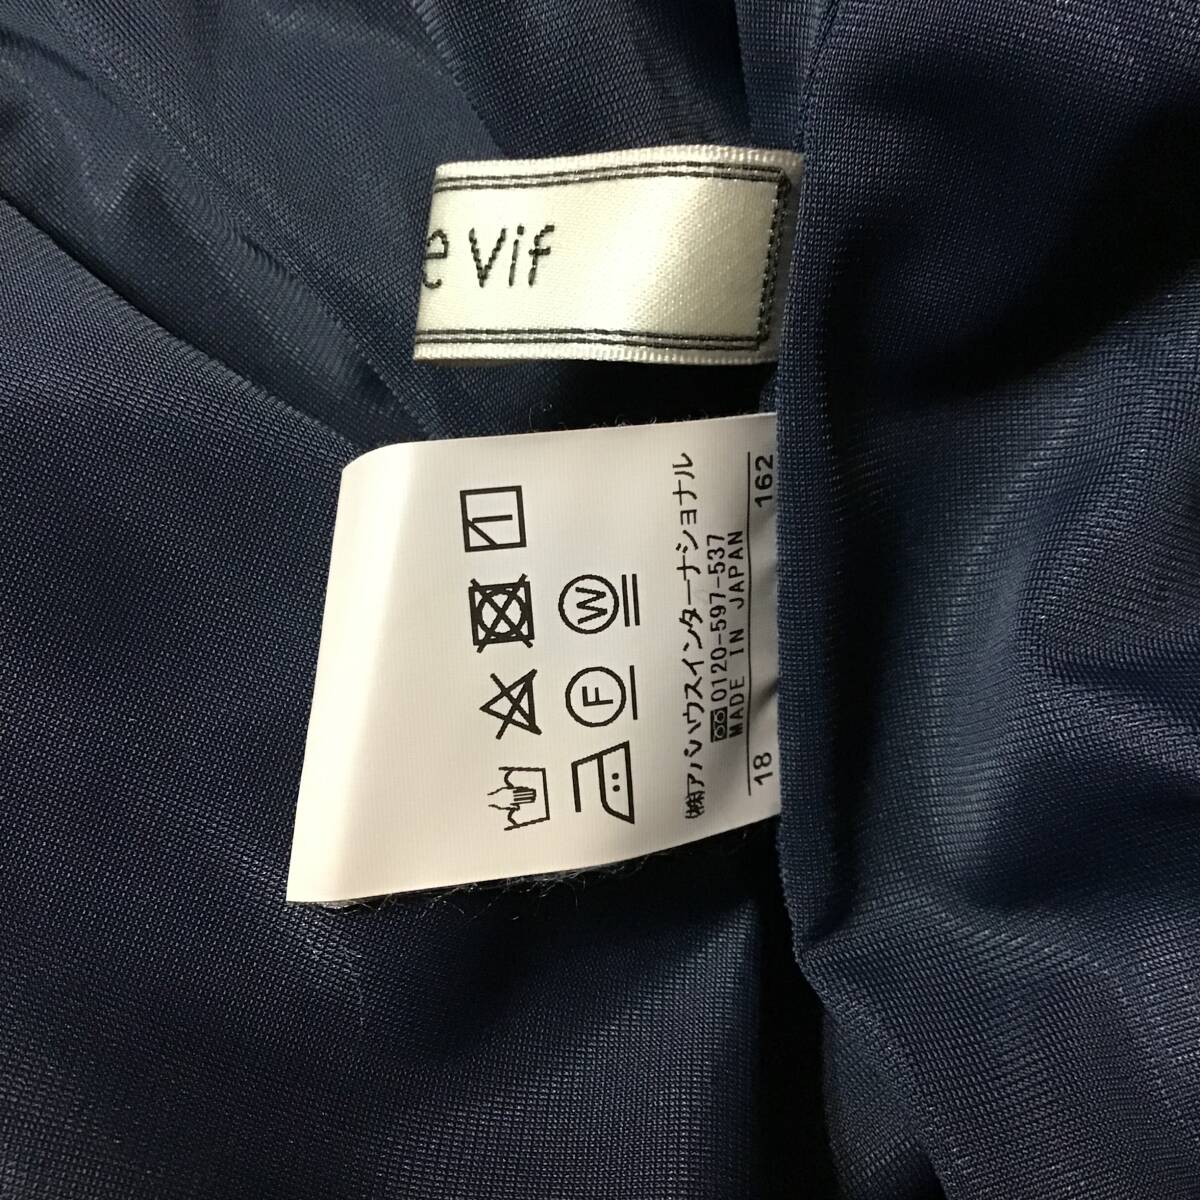 e Vif
㈱アバハウスインターナショナル
0120-597-537
MADE IN JAPAN
18 162
W
F